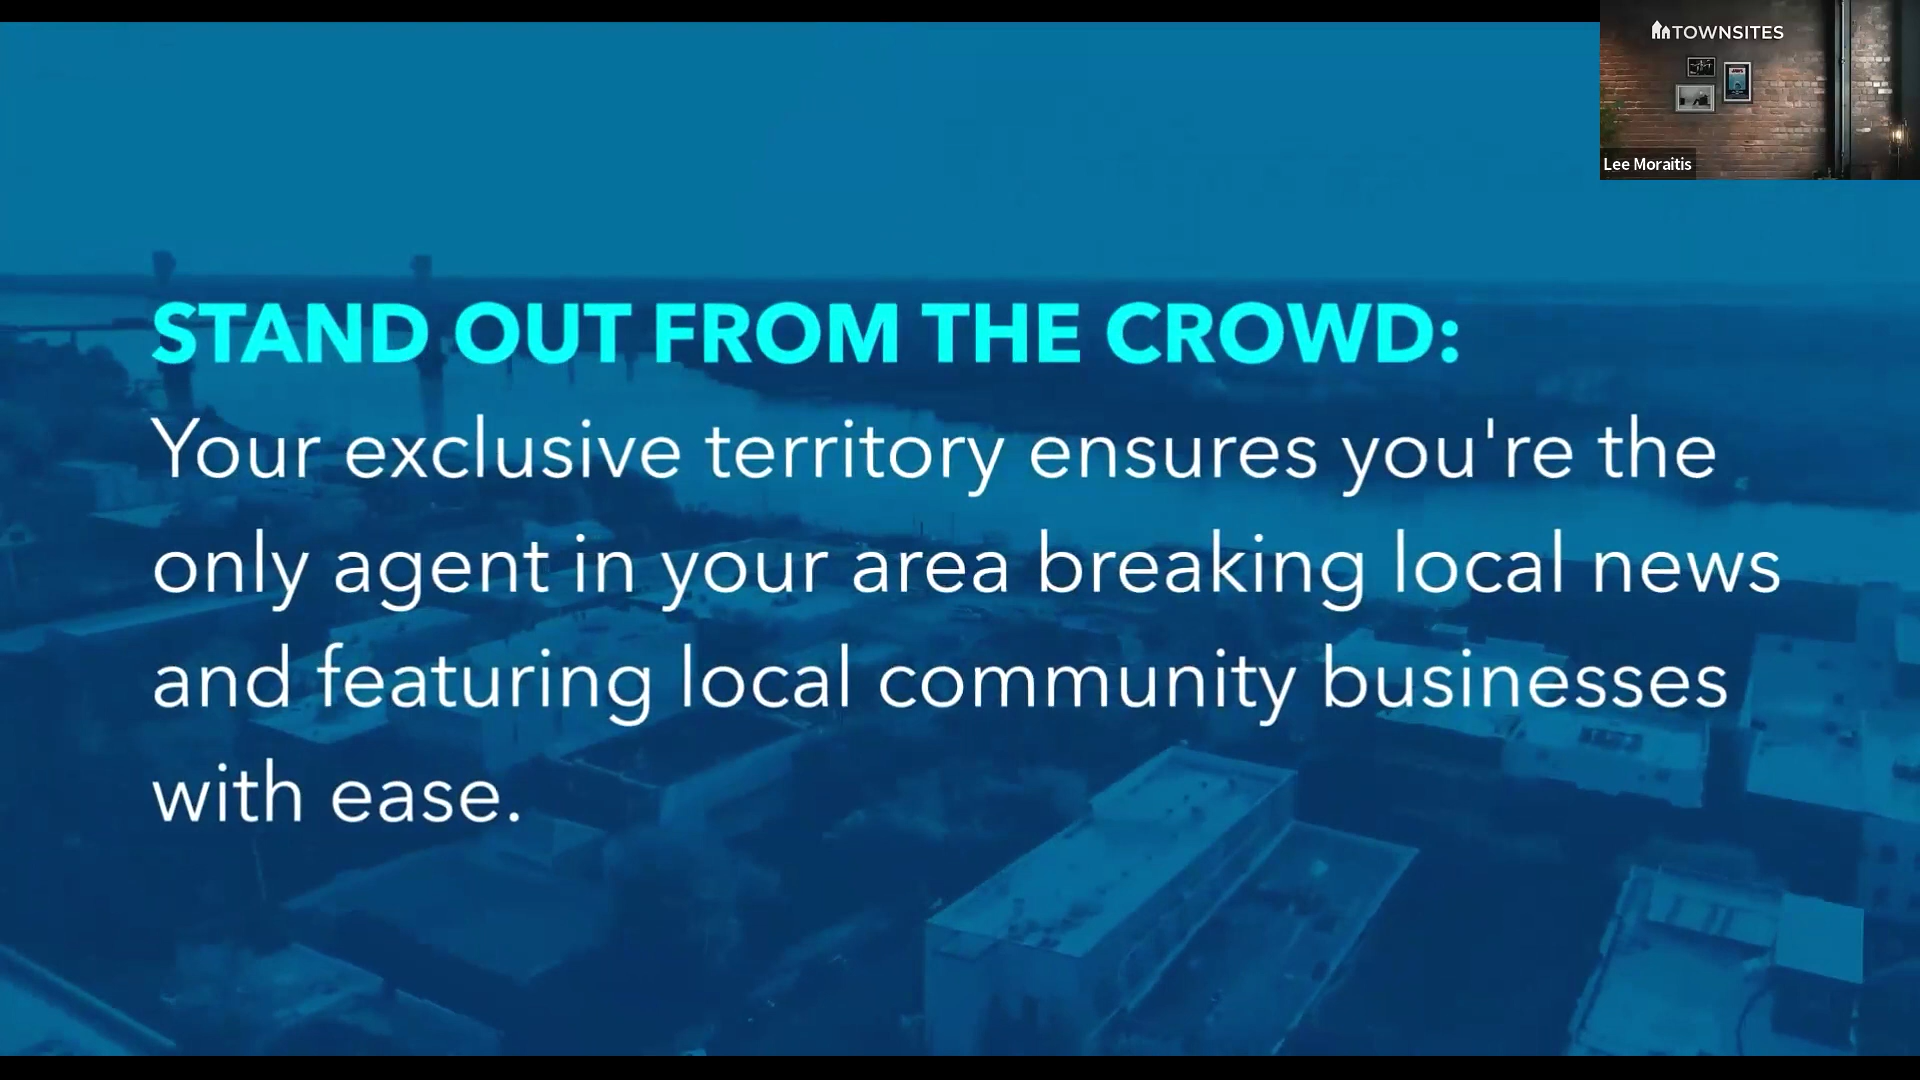 TOWNSITES
Lee Moraitis
STAND OUT FROM THE CROWD:
Your exclusive territory ensures you're the
only agent in your area breaking local news
and featuring local community businesses
with ease.